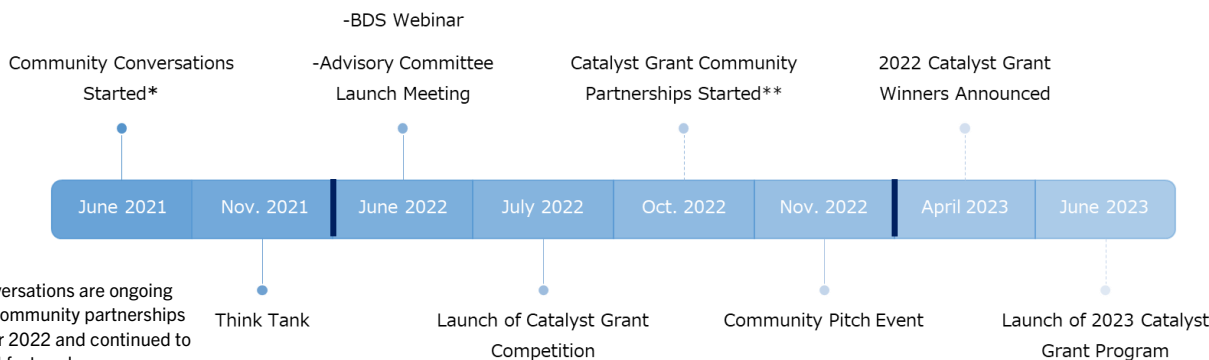 -BDS Webinar
Community Conversations
Started*
-Advisory Committee
Launch Meeting
Catalyst Grant Community
Partnerships Started**
2022 Catalyst Grant
Winners Announced
June 2021
Nov. 2021
June 2022
July 2022
Oct. 2022
Nov. 2022
April 2023
June 2023
are ongoing
ommunity partnerships
2022 and continued to
Think Tank
Launch of Catalyst Grant
Competition
Community Pitch Event
Launch of 2023 Catalyst
Grant Program